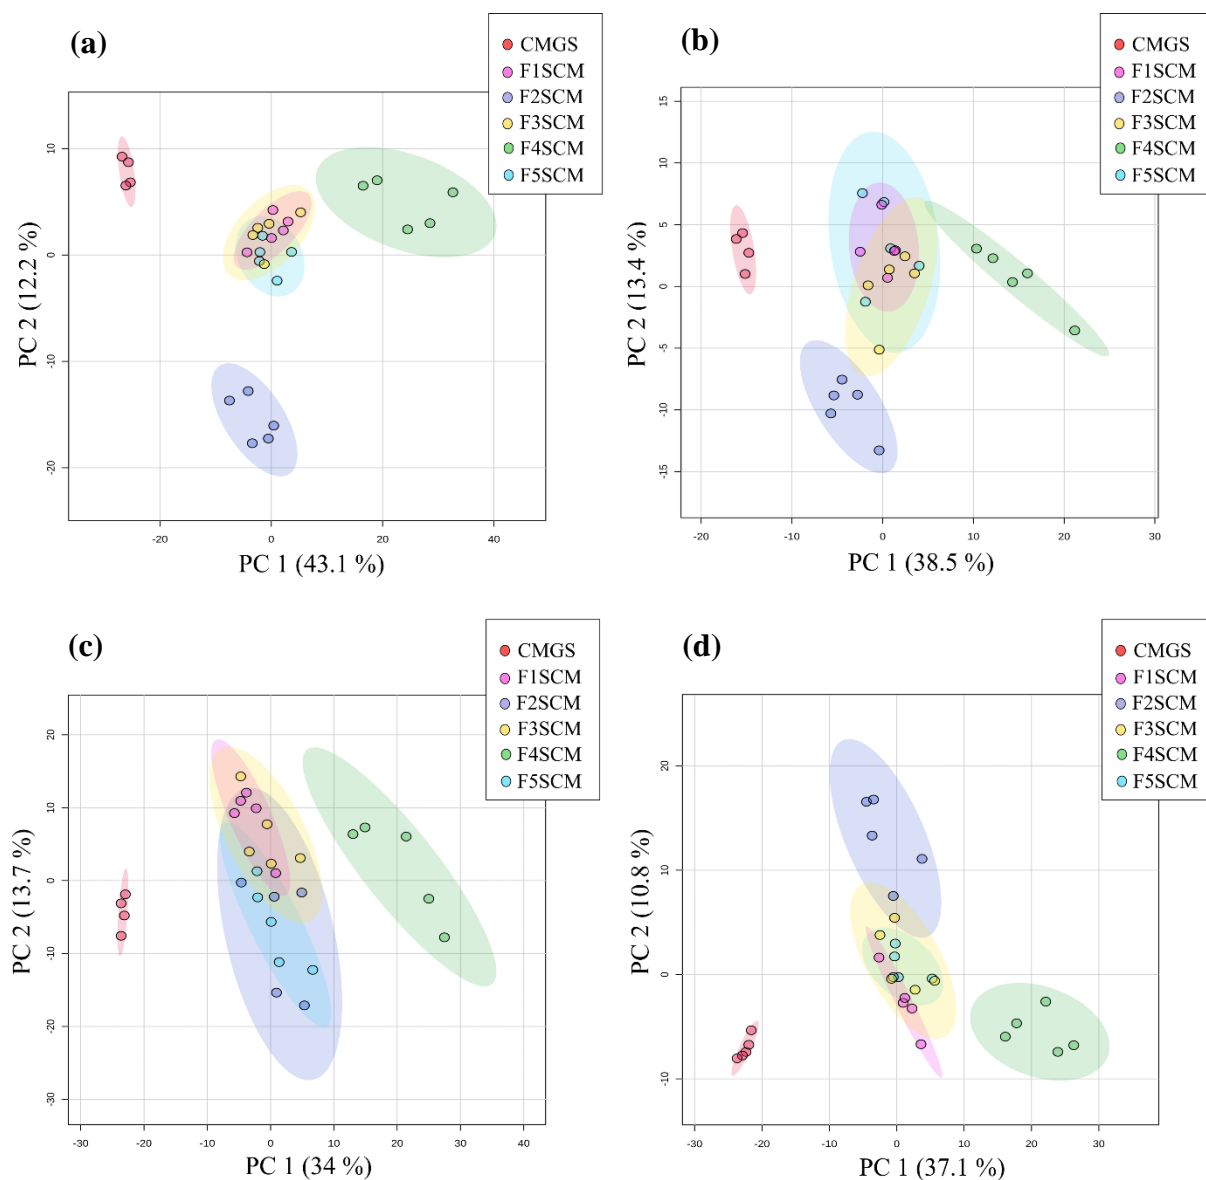 (a)
CMGS
F1SCM
F2SCM
F3SCM
F4SCM
F5SCM
10
0
-10
-20
PC 2 (12.2 %)
-20
0
20
40
PC 1 (43.1 %)
(b)
CMGS
F1SCM
F2SCM
F3SCM
F4SCM
F5SCM
15
10
5
0
-5
-10
-15
PC 2 (13.4 %)
-20
-10
0
10
20
30
PC 1 (38.5 %)
(c)
CMGS
F1SCM
F2SCM
F3SCM
F4SCM
F5SCM
20
10
0
-10
-20
-30
PC 2 (13.7 %)
-30
-20
-10
0
10
20
30
40
PC 1 (34 %)
(d)
CMGS
F1SCM
F2SCM
F3SCM
F4SCM
F5SCM
20
10
0
-10
PC 2 (10.8 %)
-30
-20
-10
0
10
20
30
PC 1 (37.1 %)